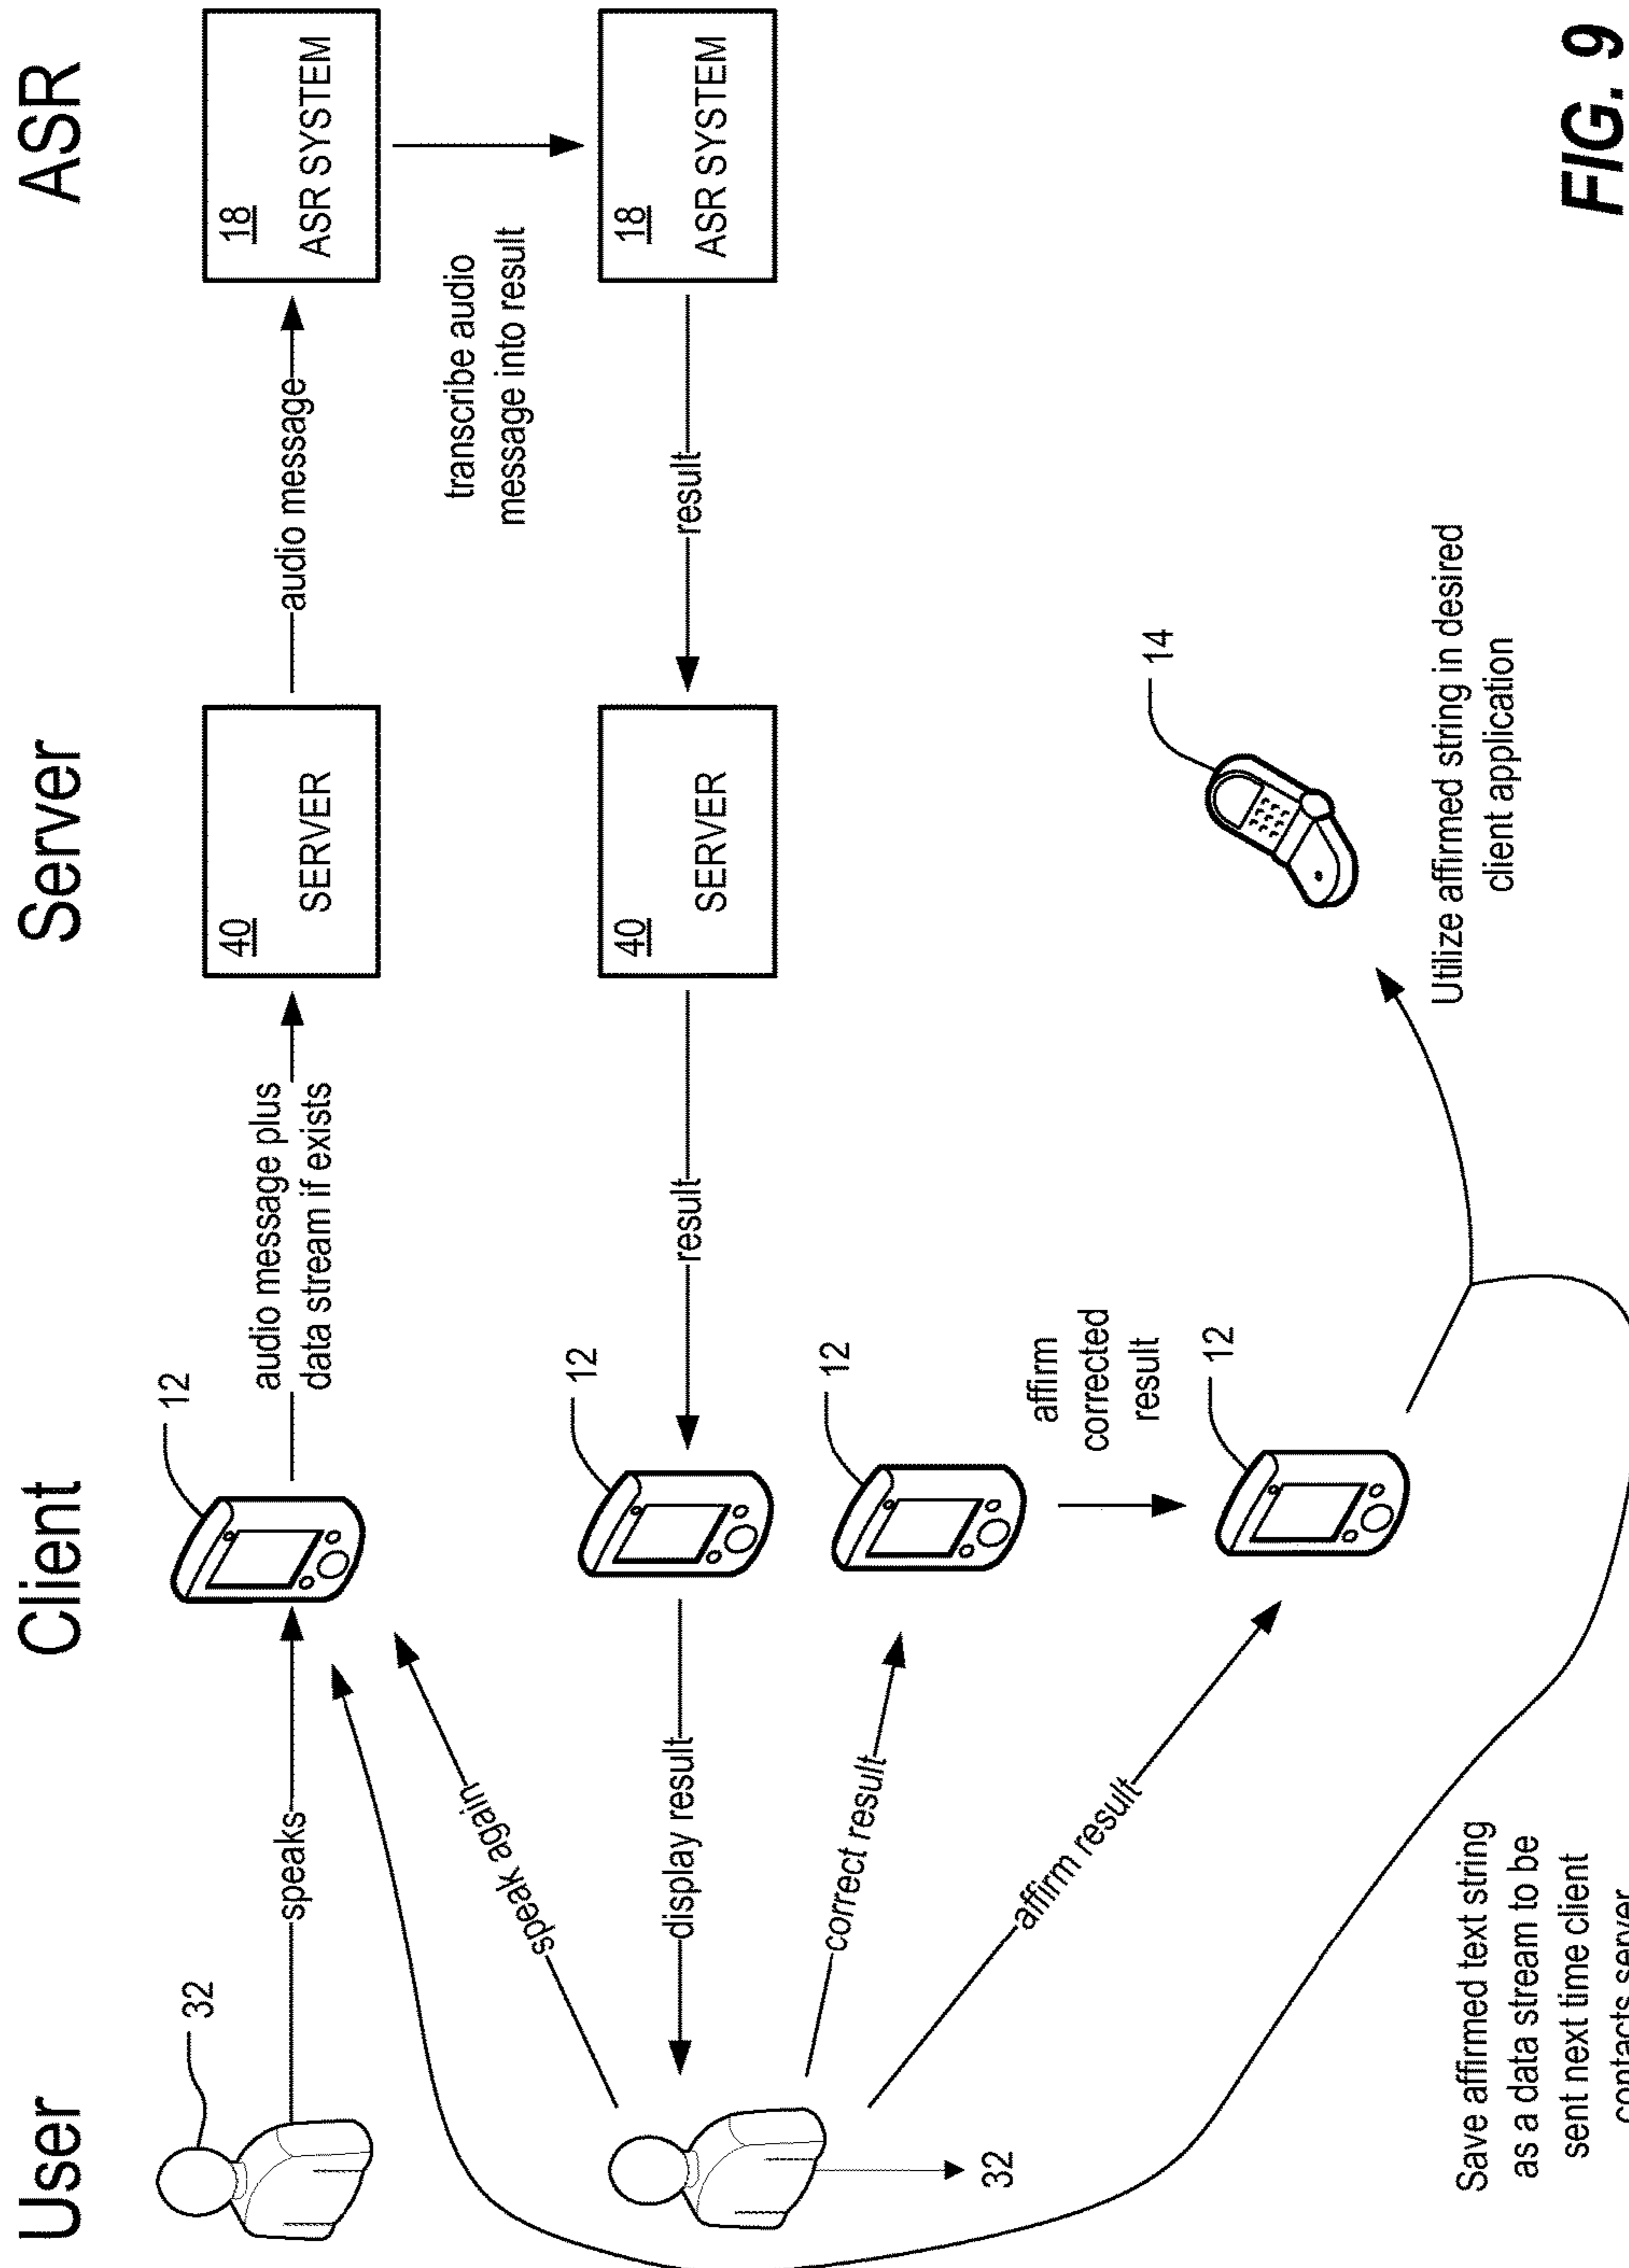 User
Client
Server
ASR
32
speaks
12
audio message plus
data stream if exists
40
SERVER
audio message
18
ASR SYSTEM
transcribe audio
message into result
speak again
display result
12
result
40
SERVER
result
18
ASR SYSTEM
32
correct result
12
affirm
corrected
result
affirm result
12
14
Utilize affirmed string in desired
client application
Save affirmed text string
as a data stream to be
sent next time client
contacts server
FIG. 9